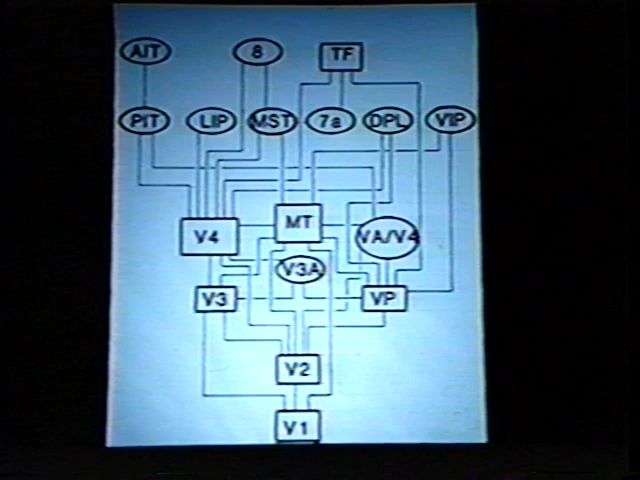 AIT 8 TF
PIT LIP MST 7a DPL VIP
V4 MT VA/V4
V3A
V3 VP
V2
V1